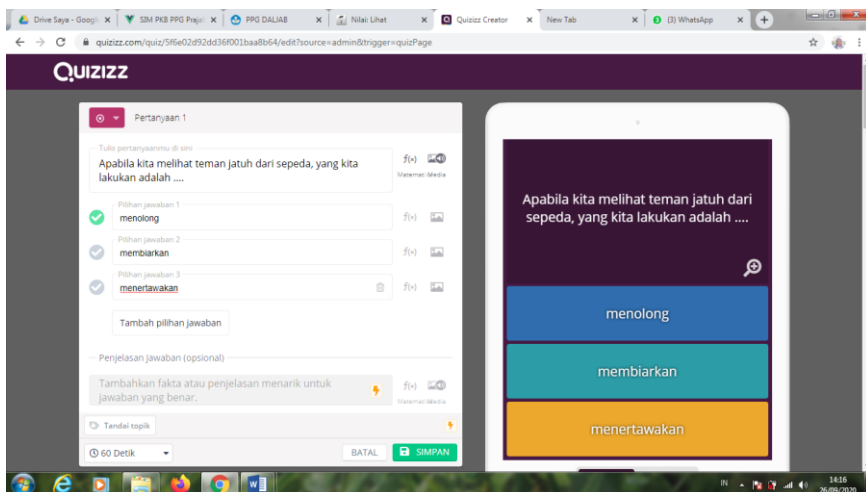 Drive Saya - Googl
SIM PKB PPG Praja
PPG DALJAB
Nilai: Lihat
Quizizz Creator
New Tab
(3) WhatsApp
quizizz.com/quiz/5f6e02d92dd36f001baa8b64/edit?source=admin&trigger=quizPage
Quizizz
Pertanyaan 1
Tulis pertanyaanmu di sini
Apabila kita melihat teman jatuh dari sepeda, yang kita
lakukan adalah ....
f(x)
Matemat
Media
Pilihan jawaban 1
menolong
f(x)
Pilihan jawaban 2
membiarkan
f(x)
Pilihan jawaban 3
menertawakan
f(x)
Tambah pilihan jawaban
Penjelasan Jawaban (opsional)
Tambahkan fakta atau penjelasan menarik untuk
jawaban yang benar.
f(x)
Matemat
Media
Tandai topik
60 Detik
BATAL
SIMPAN
Apabila kita melihat teman jatuh dari
sepeda, yang kita lakukan adalah ....
menolong
membiarkan
menertawakan
IN
14:16
26/09/2020